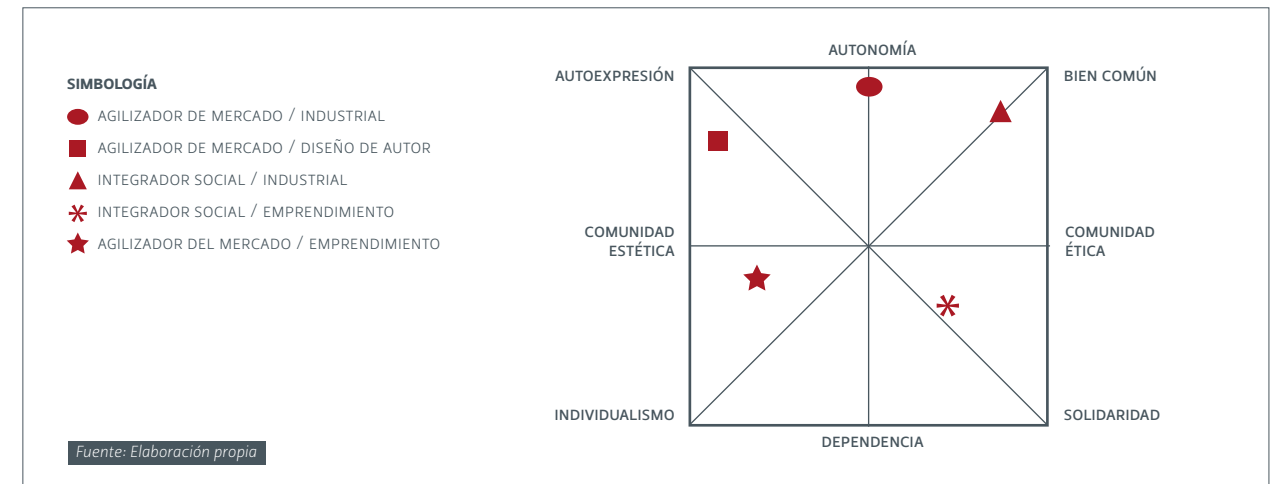 SIMBOLOGÍA
AGILIZADOR DE MERCADO / INDUSTRIAL
AGILIZADOR DE MERCADO / DISEÑO DE AUTOR
INTEGRADOR SOCIAL / INDUSTRIAL
INTEGRADOR SOCIAL / EMPRENDIMIENTO
AGILIZADOR DEL MERCADO / EMPRENDIMIENTO
AUTONOMÍA
AUTOEXPRESIÓN
BIEN COMÚN
COMUNIDAD
ESTÉTICA
COMUNIDAD
ÉTICA
INDIVIDUALISMO
SOLIDARIDAD
DEPENDENCIA
Fuente: Elaboración propia